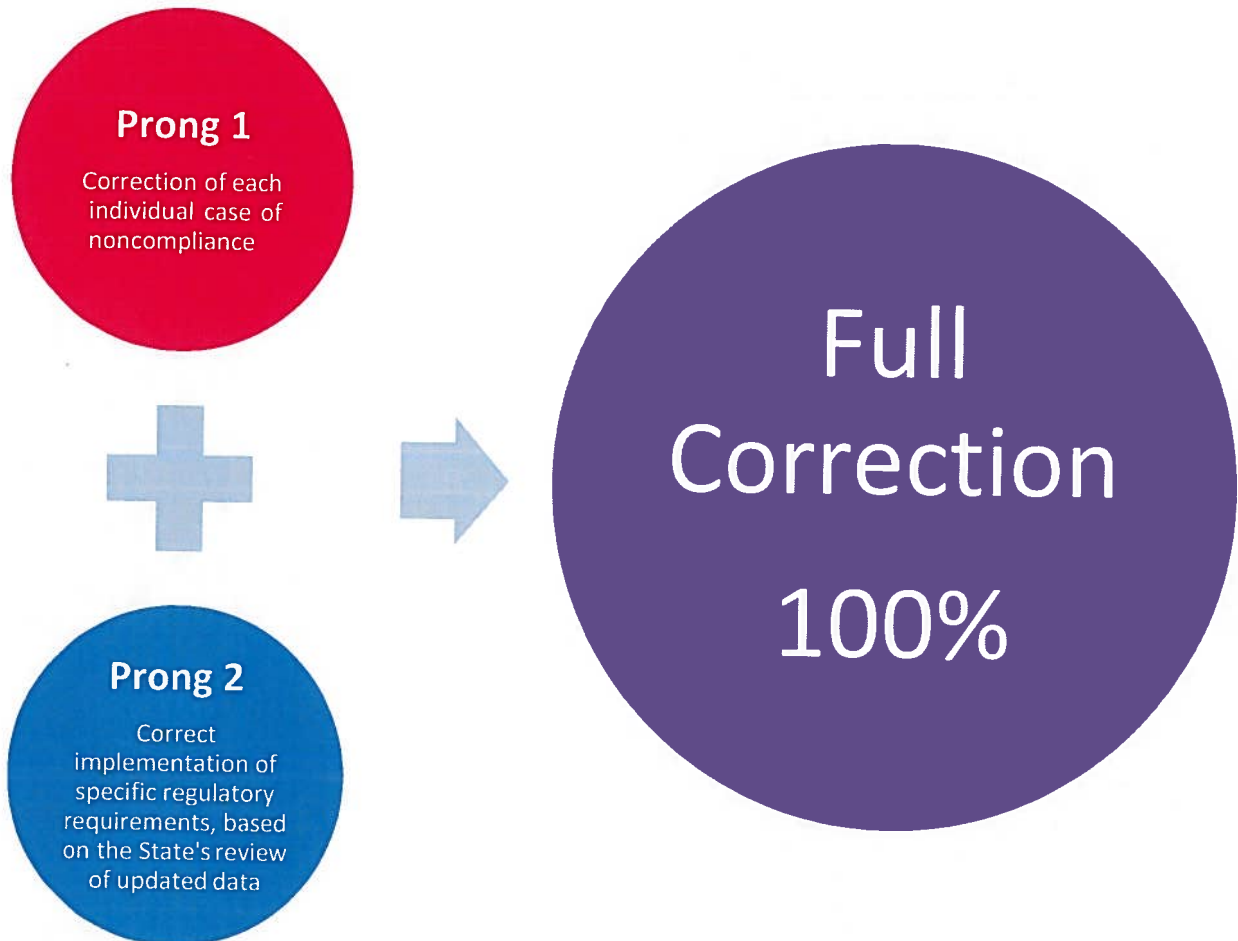 Prong 1
Correction of each
individual case of
noncompliance
Prong 2
Correct
implementation of
specific regulatory
requirements, based
on the State's review
of updated data
Full
Correction
100%